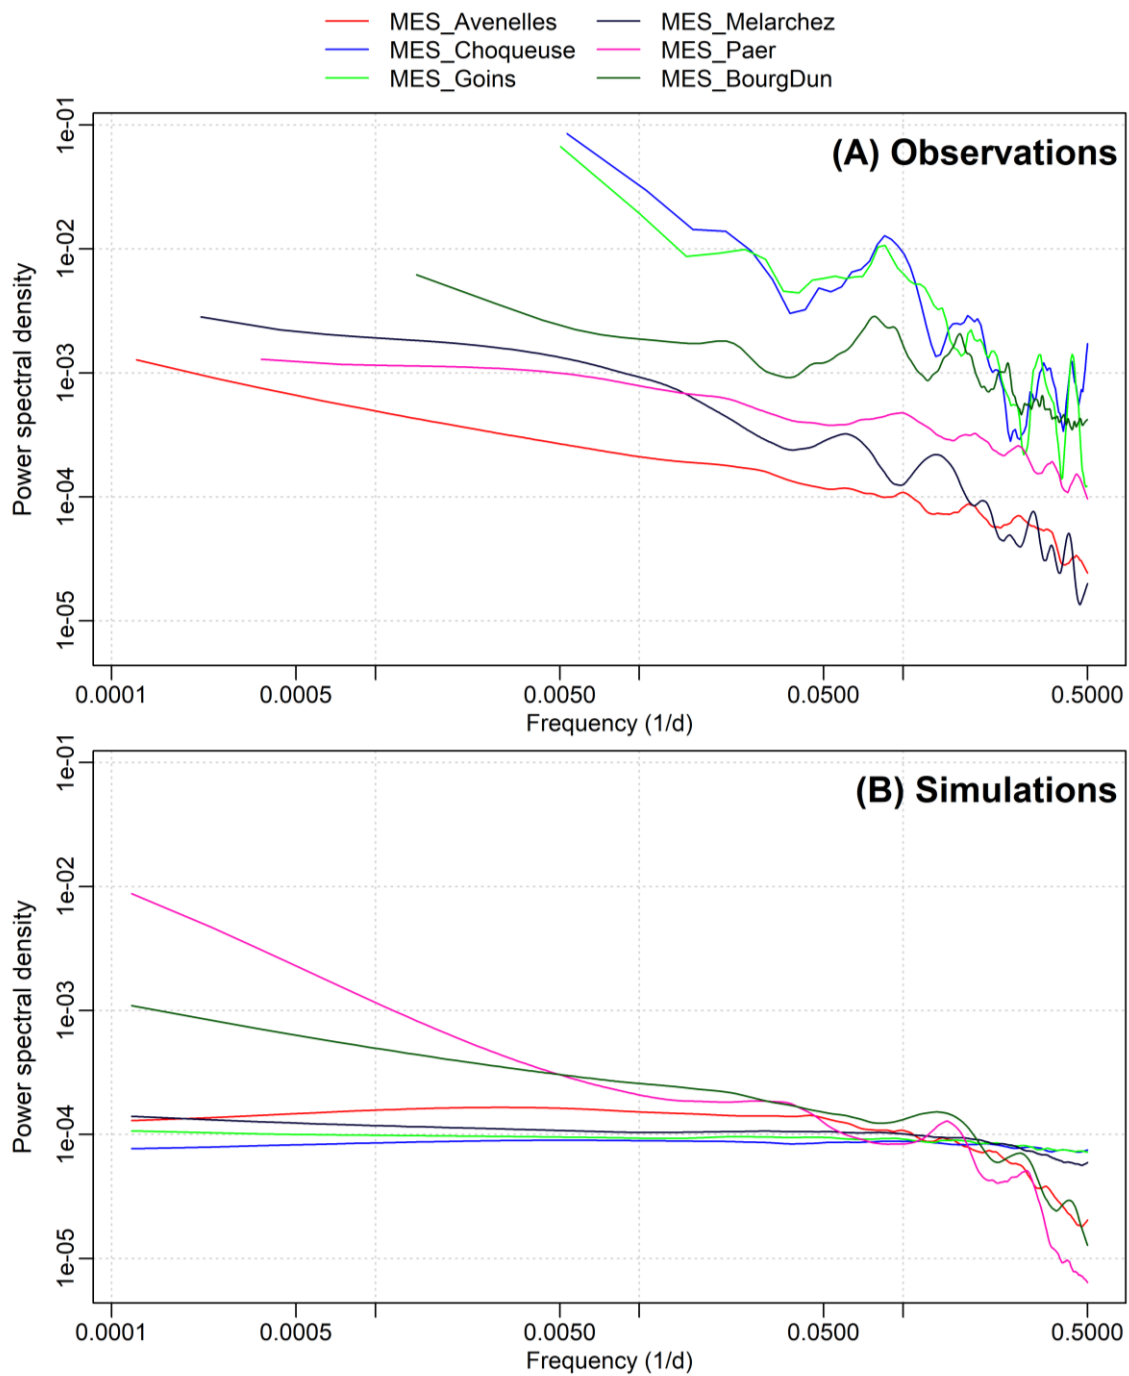 MES_Avenelles MES_Melarchez
MES_Choqueuse MES_Paer
MES_Goins MES_BourgDun
(A) Observations
Power spectral density
1e-01
1e-02
1e-03
1e-04
1e-05
0.0001 0.0005 0.0050 0.0500 0.5000
Frequency (1/d)
(B) Simulations
Power spectral density
1e-01
1e-02
1e-03
1e-04
1e-05
0.0001 0.0005 0.0050 0.0500 0.5000
Frequency (1/d)